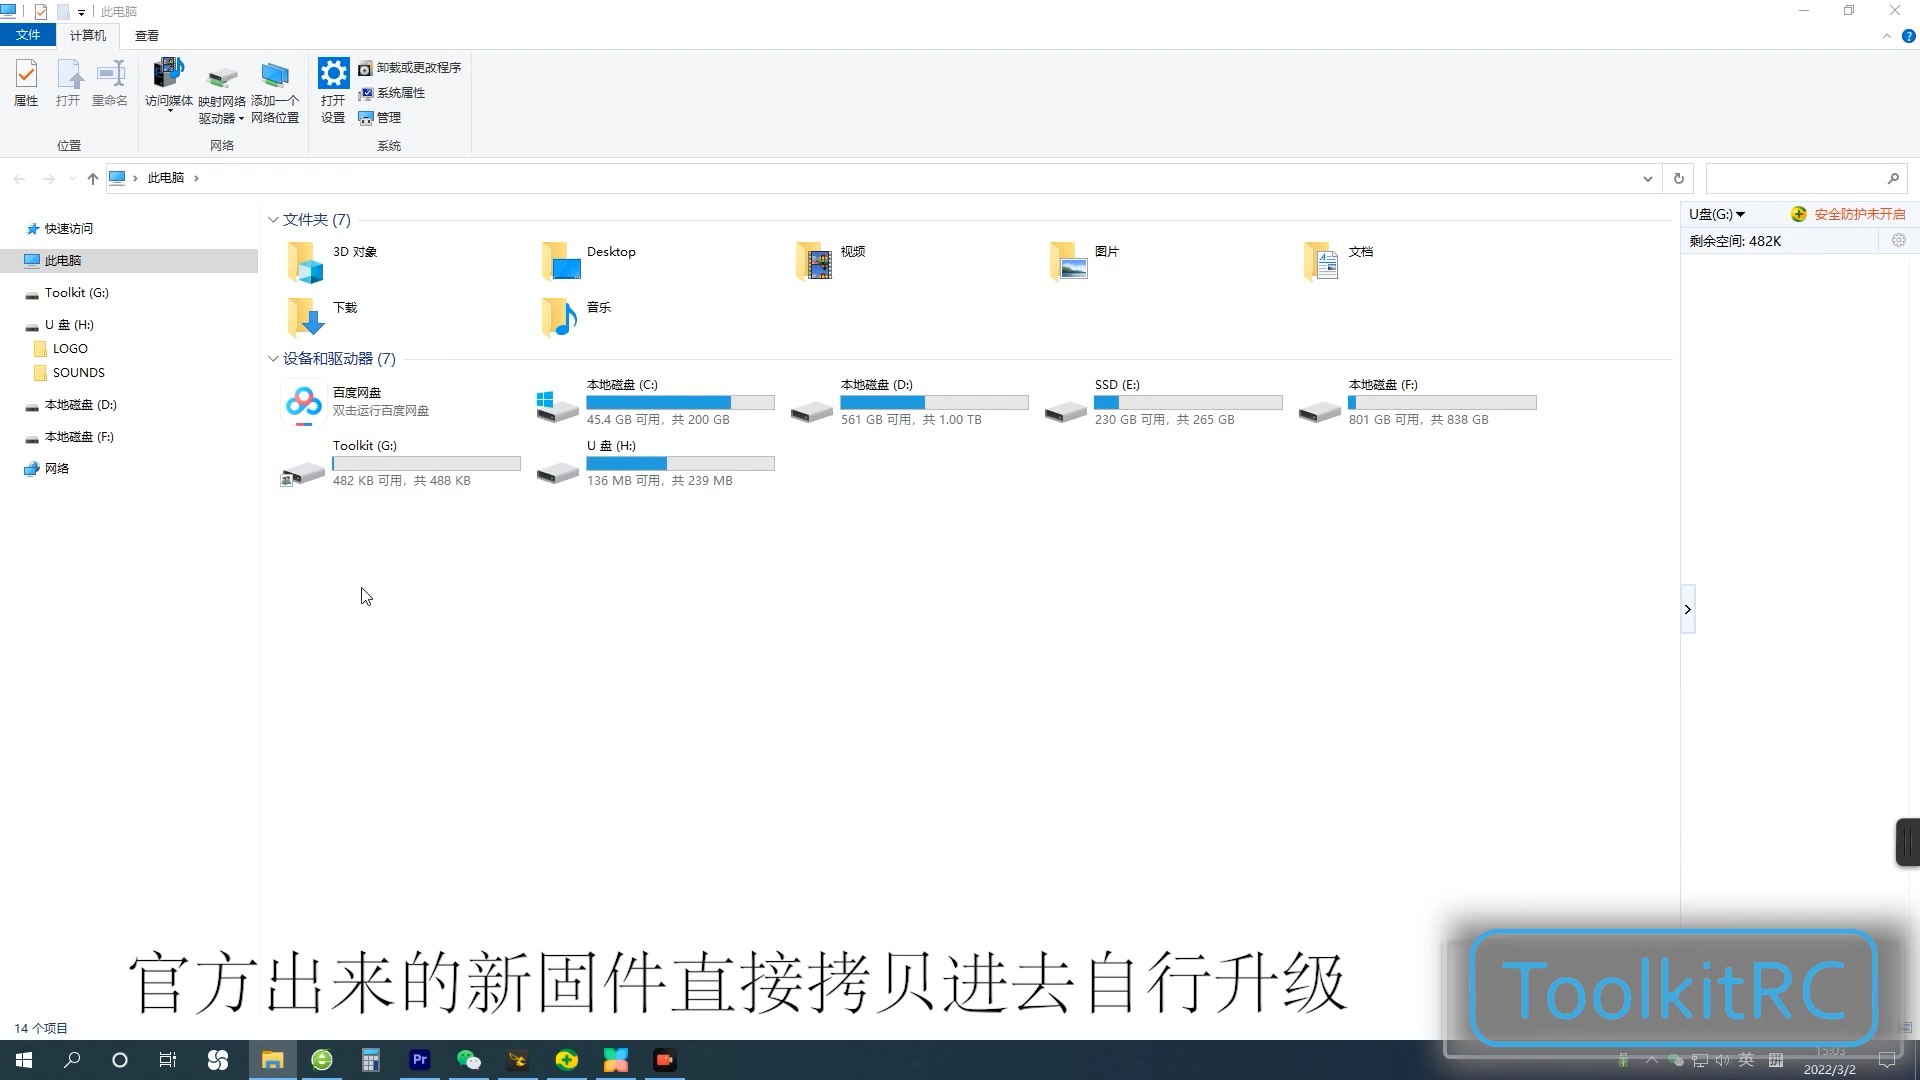 此电脑
文件 计算机 查看
属性 打开 重命名 访问媒体 映射网络驱动器 添加一个网络位置 打开设置 卸载或更改程序
系统属性
管理
位置 网络 系统
此电脑
快速访问
此电脑
Toolkit (G:)
U 盘 (H:)
LOGO
SOUNDS
本地磁盘 (D:)
本地磁盘 (F:)
网络
文件夹 (7)
3D 对象 Desktop 视频 图片 文档
下载 音乐
设备和驱动器 (7)
百度网盘
双击运行百度网盘
本地磁盘 (C:)
45.4 GB 可用，共 200 GB
本地磁盘 (D:)
561 GB 可用，共 1.00 TB
SSD (E:)
230 GB 可用，共 265 GB
本地磁盘 (F:)
801 GB 可用，共 838 GB
Toolkit (G:)
482 KB 可用，共 488 KB
U 盘 (H:)
136 MB 可用，共 239 MB
U盘(G:) 安全防护未开启
剩余空间: 482K
官方出来的新固件直接拷贝进去自行升级
ToolkitRC
14 个项目
Pr
英
15:03
2022/3/2